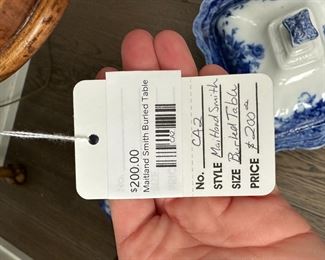 No. CA2
STYLE Maitland Smith
SIZE Burled Table
PRICE $200.00
Maitland Smith Burled Table
$200.00